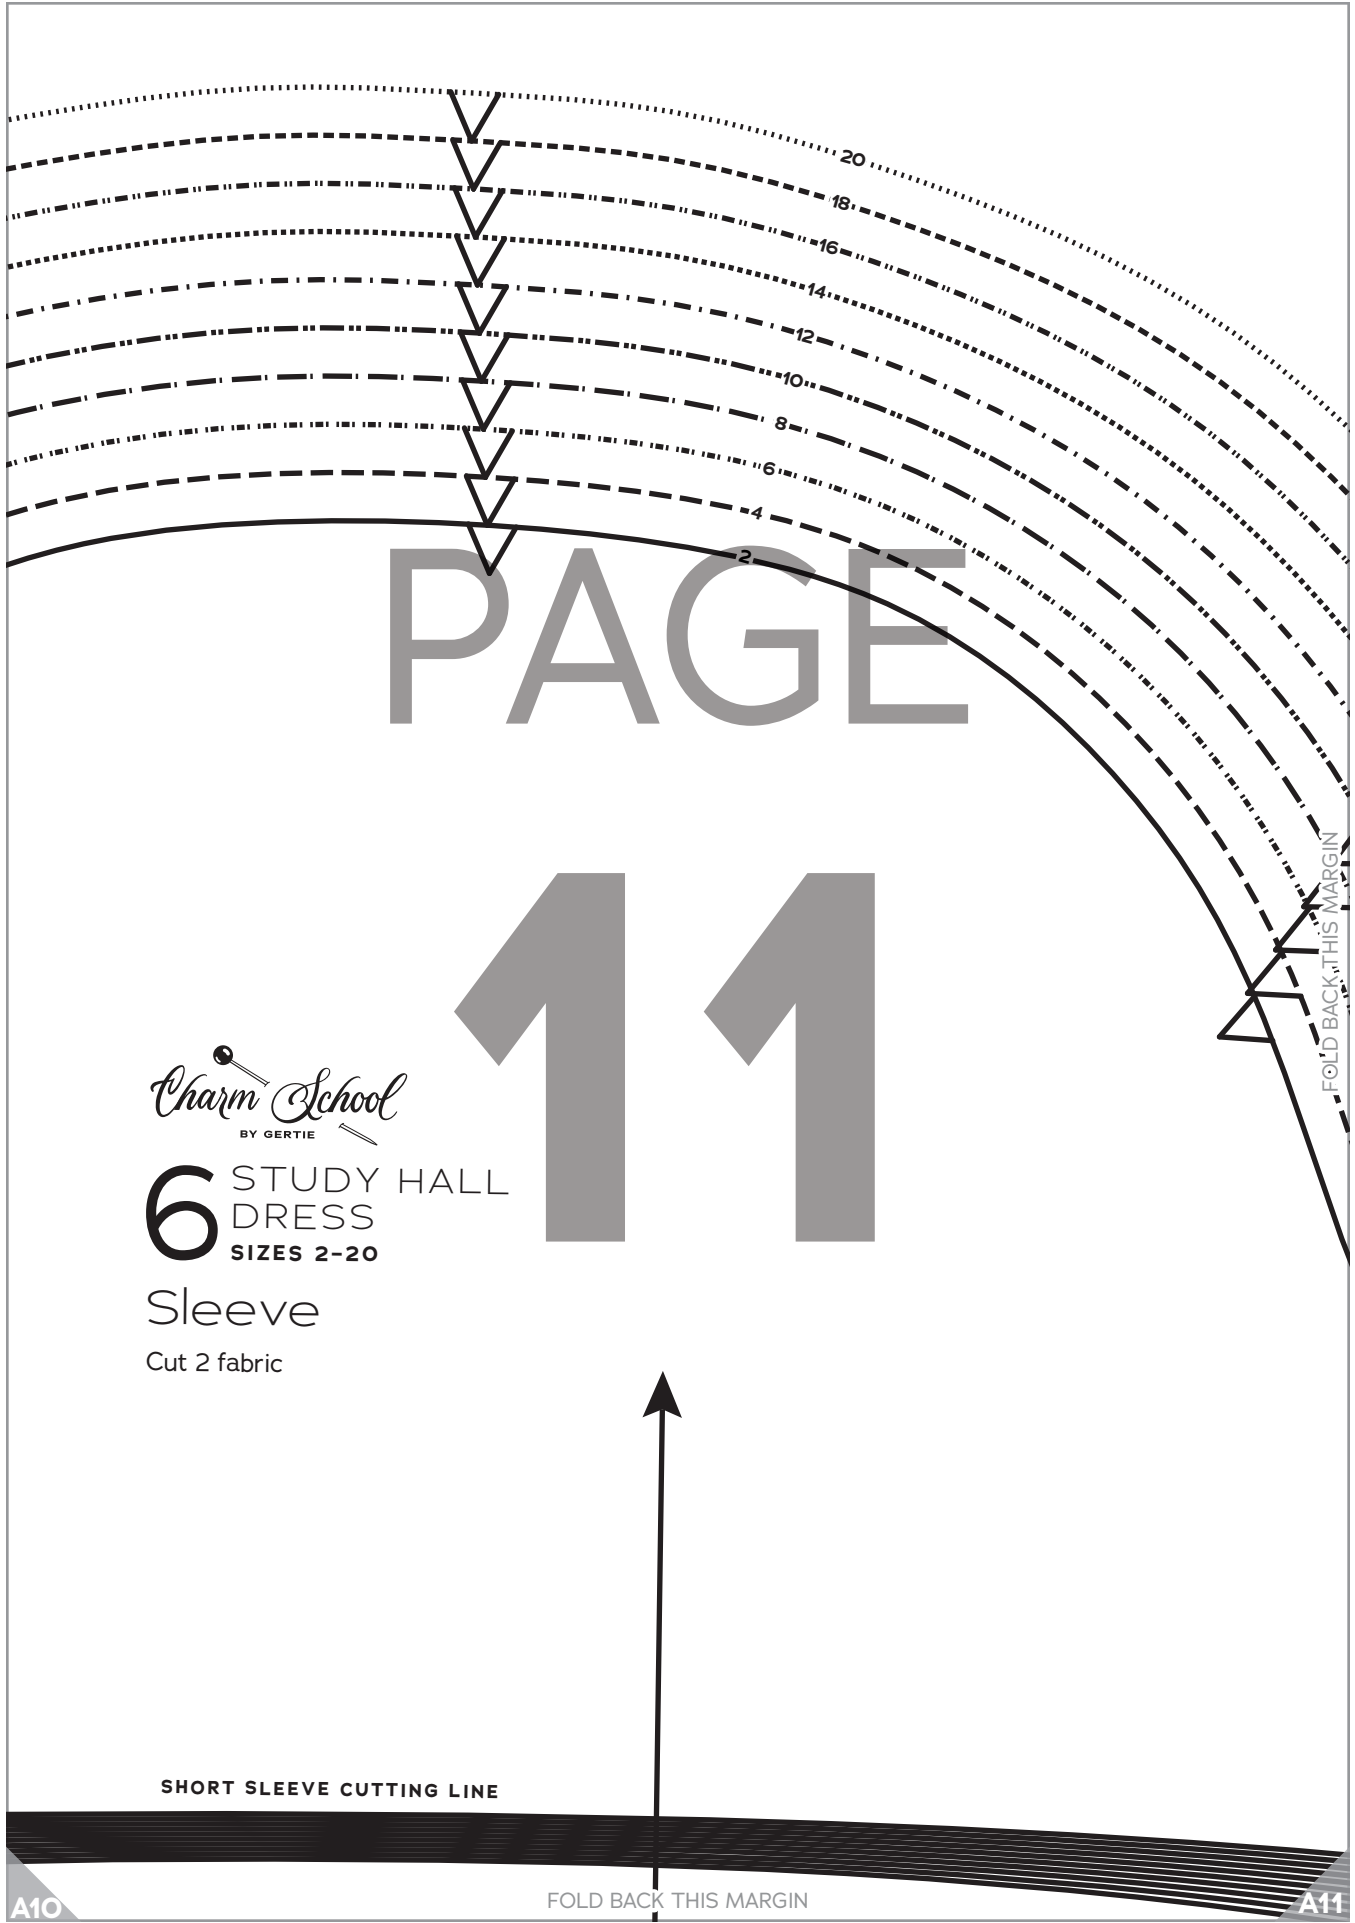 20
18
16
14
12
10
8
6
4
2
PAGE
11
FOLD BACK THIS MARGIN
Charm School
BY GERTIE
6 STUDY HALL
DRESS
SIZES 2-20
Sleeve
Cut 2 fabric
SHORT SLEEVE CUTTING LINE
A10
FOLD BACK THIS MARGIN
A11